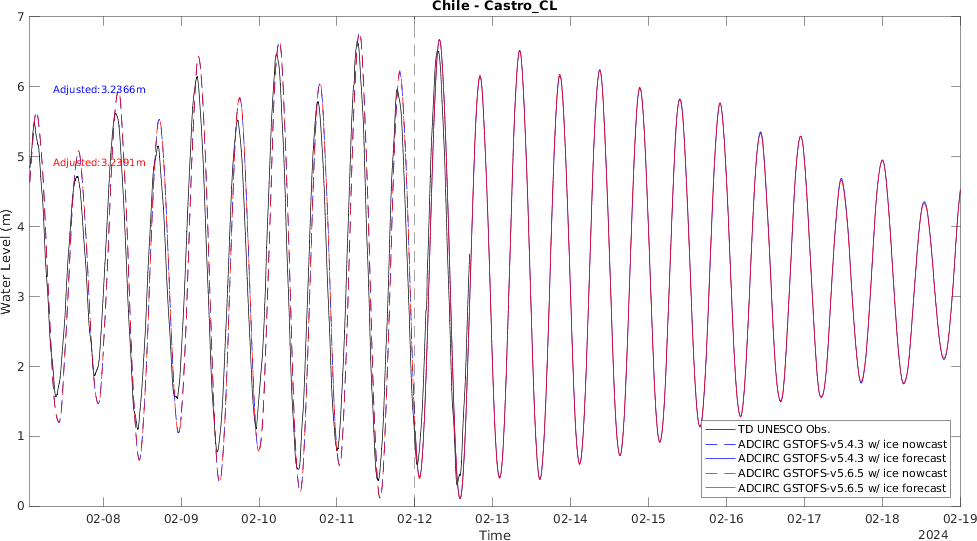 Chile - Castro_CL
7
6
5
4
3
2
1
0
Water Level (m)
Adjusted:3.2366m
Adjusted:3.2391m
TD UNESCO Obs.
ADCIRC GSTOFS-v5.4.3 w/ ice nowcast
ADCIRC GSTOFS-v5.4.3 w/ ice forecast
ADCIRC GSTOFS-v5.6.5 w/ ice nowcast
ADCIRC GSTOFS-v5.6.5 w/ ice forecast
02-08 02-09 02-10 02-11 02-12 02-13 02-14 02-15 02-16 02-17 02-18 02-19
Time
2024